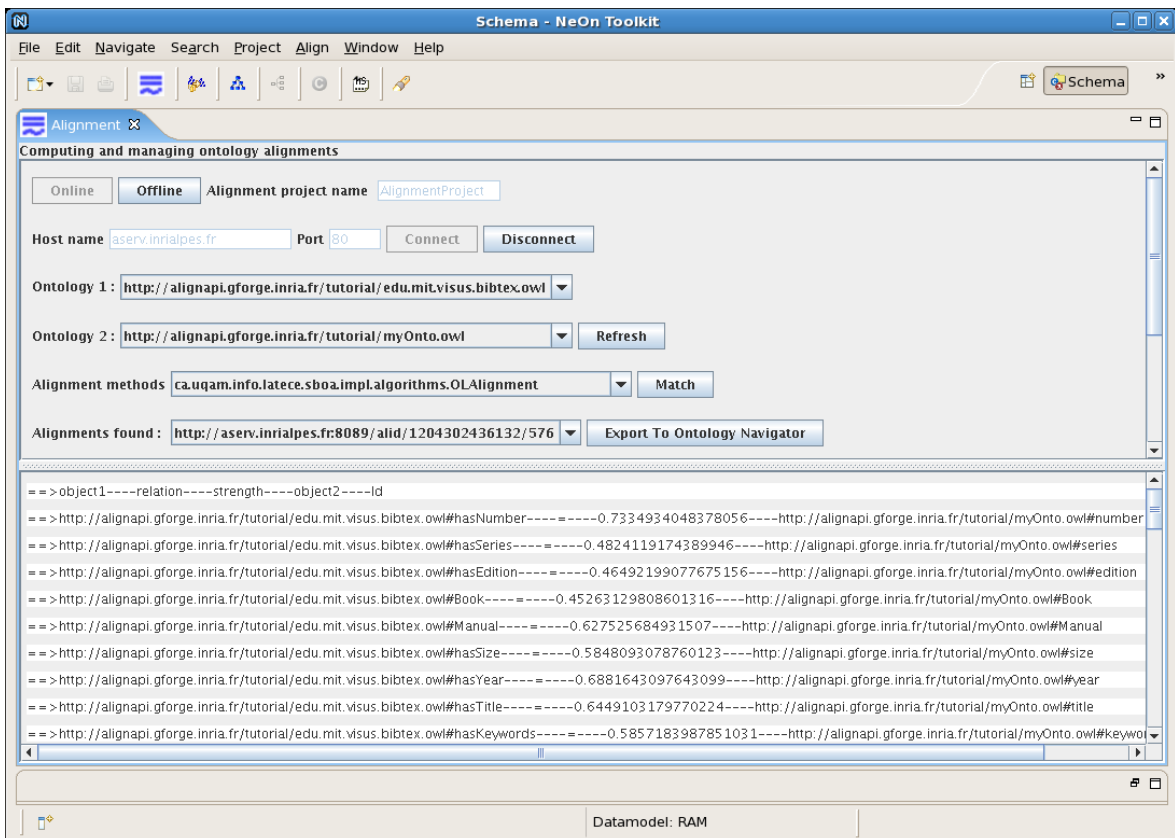 Schema - NeOn Toolkit
File Edit Navigate Search Project Align Window Help
Schema »
Alignment
Computing and managing ontology alignments
Online Offline Alignment project name AlignmentProject
Host name aserv.inrialpes.fr Port 80 Connect Disconnect
Ontology 1 : http://alignapi.gforge.inria.fr/tutorial/edu.mit.visus.bibtex.owl
Ontology 2 : http://alignapi.gforge.inria.fr/tutorial/myOnto.owl Refresh
Alignment methods ca.uqam.info.latece.sboa.impl.algorithms.OLAlignment Match
Alignments found : http://aserv.inrialpes.fr:8089/alid/1204302436132/576 Export To Ontology Navigator
==>object1----relation----strength----object2----Id
==>http://alignapi.gforge.inria.fr/tutorial/edu.mit.visus.bibtex.owl#hasNumber----=----0.7334934048378056----http://alignapi.gforge.inria.fr/tutorial/myOnto.owl#number
==>http://alignapi.gforge.inria.fr/tutorial/edu.mit.visus.bibtex.owl#hasSeries----=----0.4824119174389946----http://alignapi.gforge.inria.fr/tutorial/myOnto.owl#series
==>http://alignapi.gforge.inria.fr/tutorial/edu.mit.visus.bibtex.owl#hasEdition----=----0.46492199077675156----http://alignapi.gforge.inria.fr/tutorial/myOnto.owl#edition
==>http://alignapi.gforge.inria.fr/tutorial/edu.mit.visus.bibtex.owl#Book----=----0.45263129808601316----http://alignapi.gforge.inria.fr/tutorial/myOnto.owl#Book
==>http://alignapi.gforge.inria.fr/tutorial/edu.mit.visus.bibtex.owl#Manual----=----0.627525684931507----http://alignapi.gforge.inria.fr/tutorial/myOnto.owl#Manual
==>http://alignapi.gforge.inria.fr/tutorial/edu.mit.visus.bibtex.owl#hasSize----=----0.5848093078760123----http://alignapi.gforge.inria.fr/tutorial/myOnto.owl#size
==>http://alignapi.gforge.inria.fr/tutorial/edu.mit.visus.bibtex.owl#hasYear----=----0.6881643097643099----http://alignapi.gforge.inria.fr/tutorial/myOnto.owl#year
==>http://alignapi.gforge.inria.fr/tutorial/edu.mit.visus.bibtex.owl#hasTitle----=----0.6449103179770224----http://alignapi.gforge.inria.fr/tutorial/myOnto.owl#title
==>http://alignapi.gforge.inria.fr/tutorial/edu.mit.visus.bibtex.owl#hasKeywords----=----0.5857183987851031----http://alignapi.gforge.inria.fr/tutorial/myOnto.owl#keywo
Datamodel: RAM